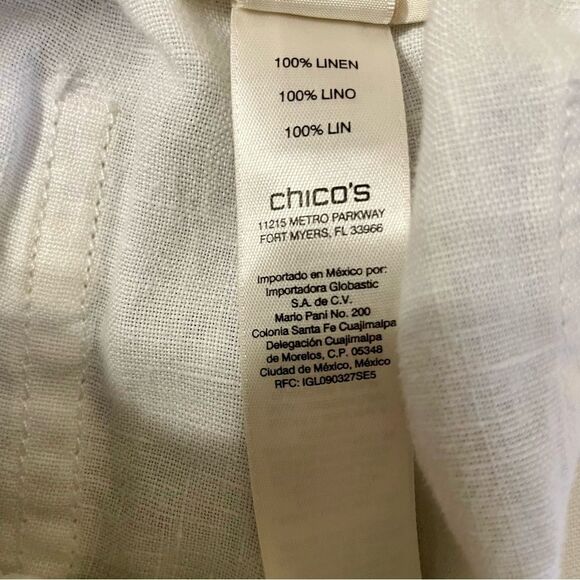 100% LINEN
100% LINO
100% LIN
chico's
11215 METRO PARKWAY
FORT MYERS, FL 33966
Importado en México por:
Importadora Globastic
S.A. de C.V.
Mario Pani No. 200
Colonia Santa Fe Cuajimalpa
Delegación Cuajimalpa
de Morelos, C.P. 05348
Ciudad de México, México
RFC: IGL090327SE5